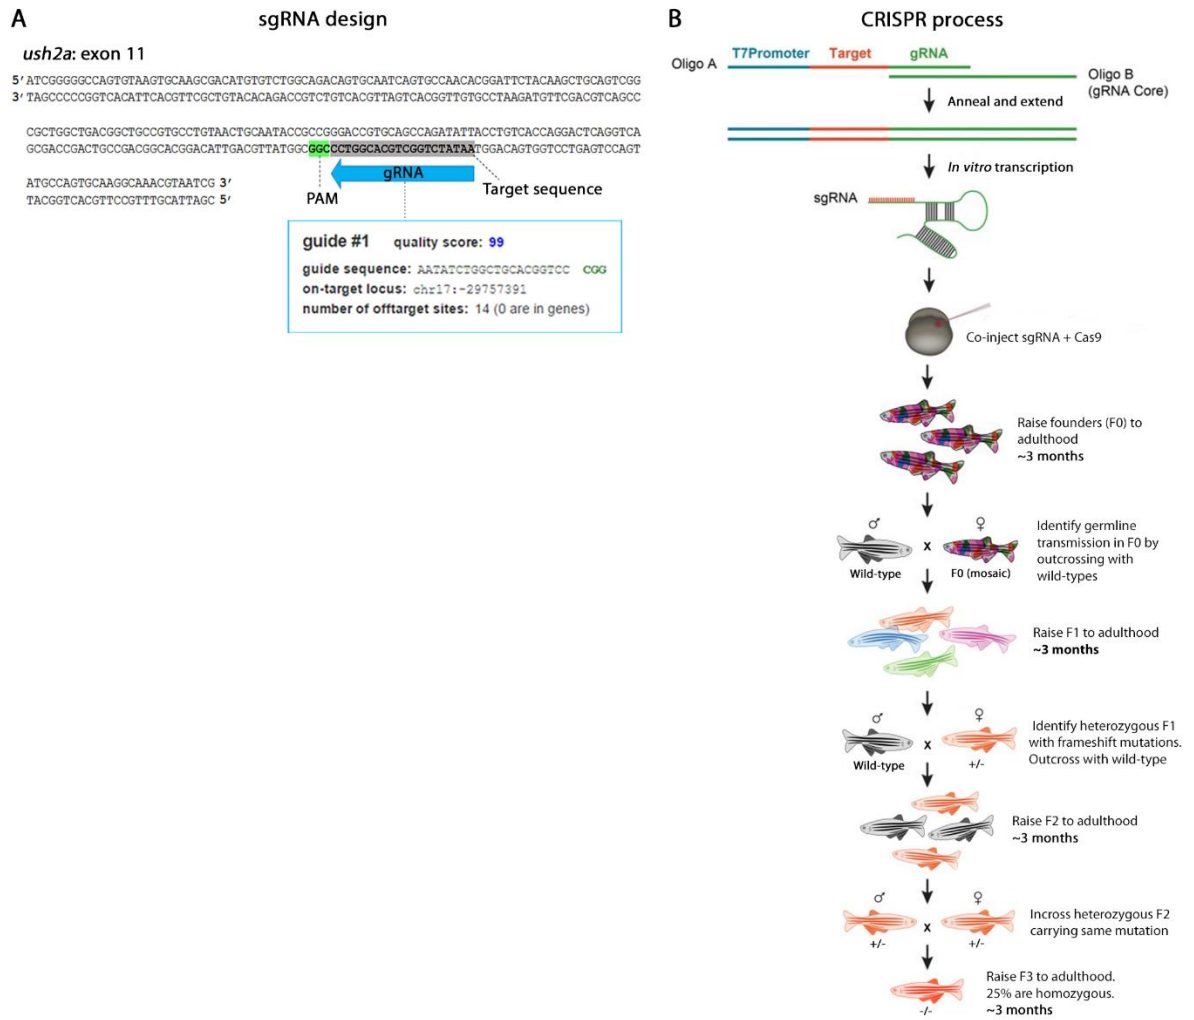 A
sgRNA design
ush2a: exon 11
5' ATCGGGGGCCAGTGTAAGTGCAAGCGACATGTGTCTGGCAGACAGTGCAATCAGTGCCAACACGGATTCTACAAGCTGCAGTCGG
3' TAGCCCCCGGTCACATTCACGTTCGCTGTACACAGACCGTCTGTCACGTTAGTCACGGTTGTGCCTAAGATGTTCGACGTCAGCC
CGCTGGCTGACGGCTGCCGTGCCTGTAACTGCAATACCGCCGGGACCGTGCAGCCAGATATTACCTGTCACCAGGACTCAGGTCA
GCGACCGACTGCCGACGGCACGGACATTGACGTTATGGCGGCCCTGGCACGTCGGTCTATAATGGACAGTGGTCCTGAGTCCAGT
gRNA
ATGCCAGTGCAAGGCAAACGTAATCG 3'
TACGGTCACGTTCCGTTTGCATTAGC 5'
PAM
Target sequence
guide #1 quality score: 99
guide sequence: AATATCTGGCTGCACGGTCC CGG
on-target locus: chr17:-29757391
number of offtarget sites: 14 (0 are in genes)
B
CRISPR process
T7Promoter Target gRNA
Oligo A
Oligo B
(gRNA Core)
Anneal and extend
In vitro transcription
sgRNA
Co-inject sgRNA + Cas9
Raise founders (F0) to
adulthood
~3 months
♂ ♀
x
Wild-type F0 (mosaic)
Identify germline
transmission in F0 by
outcrossing with
wild-types
Raise F1 to adulthood
~3 months
♂ ♀
x
Wild-type +/-
Identify heterozygous F1
with frameshift mutations.
Outcross with wild-type
Raise F2 to adulthood
~3 months
♂ ♀
x
+/- +/-
Incross heterozygous F2
carrying same mutation
Raise F3 to adulthood.
25% are homozygous.
~3 months
-/-